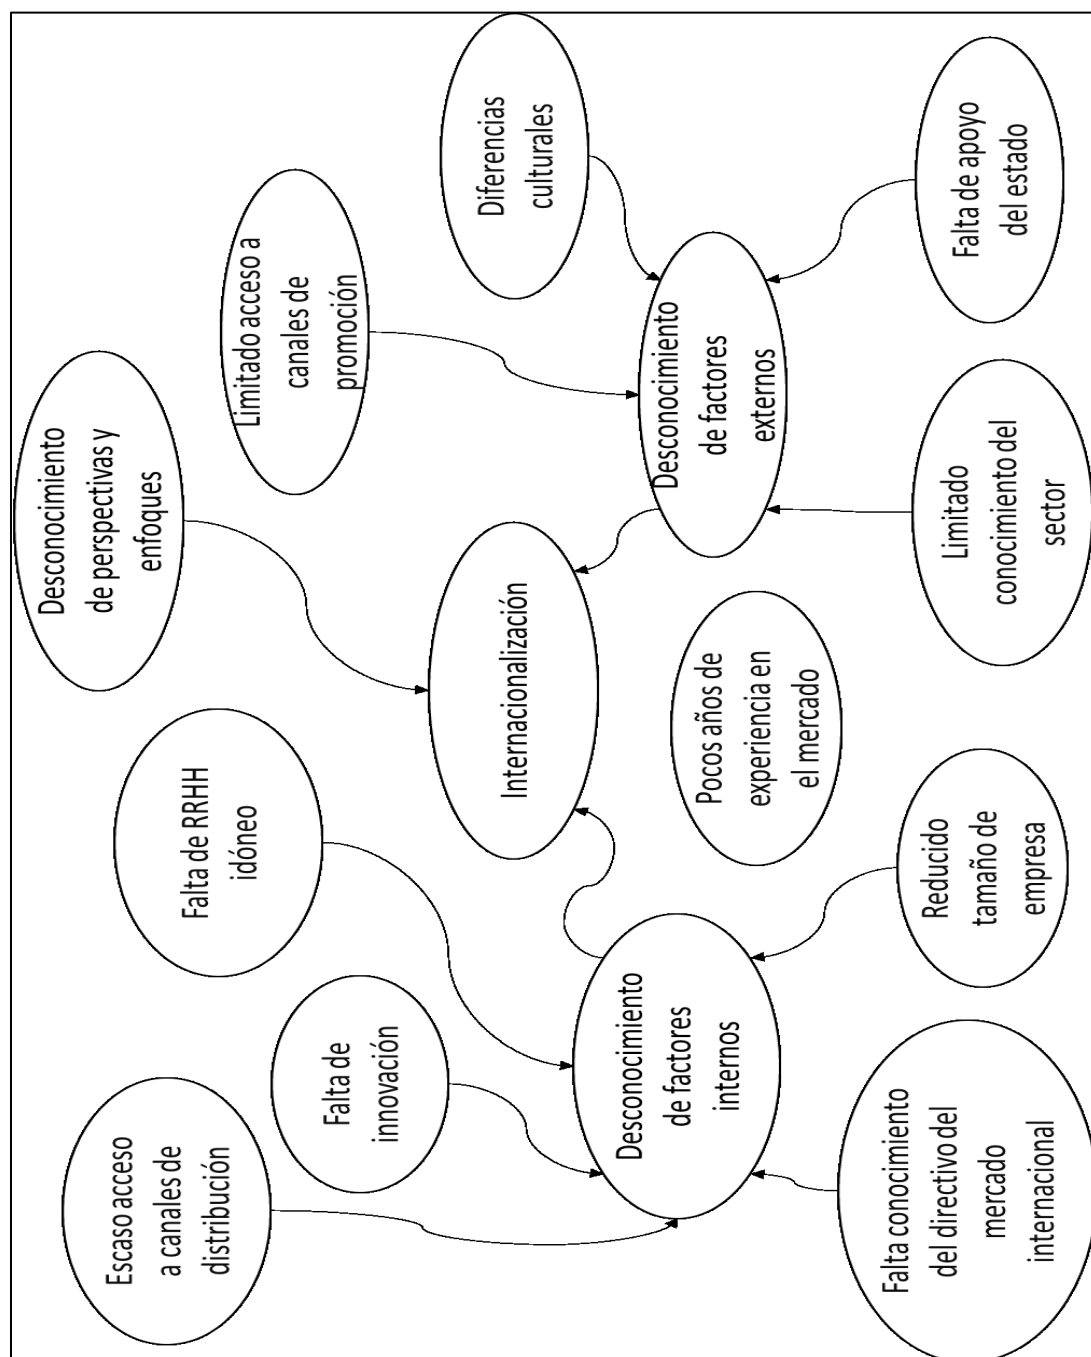 Desconocimiento
de perspectivas y
enfoques
Escaso acceso
a canales de
distribución
Falta de RRHH
idóneo
Limitado acceso a
canales de
promoción
Falta de
innovación
Internacionalización
Diferencias
culturales
Desconocimiento
de factores
internos
Pocos años de
experiencia en
el mercado
Desconocimiento
de factores
externos
Falta conocimiento
del directivo del
mercado
internacional
Reducido
tamaño de
empresa
Limitado
conocimiento del
sector
Falta de apoyo
del estado